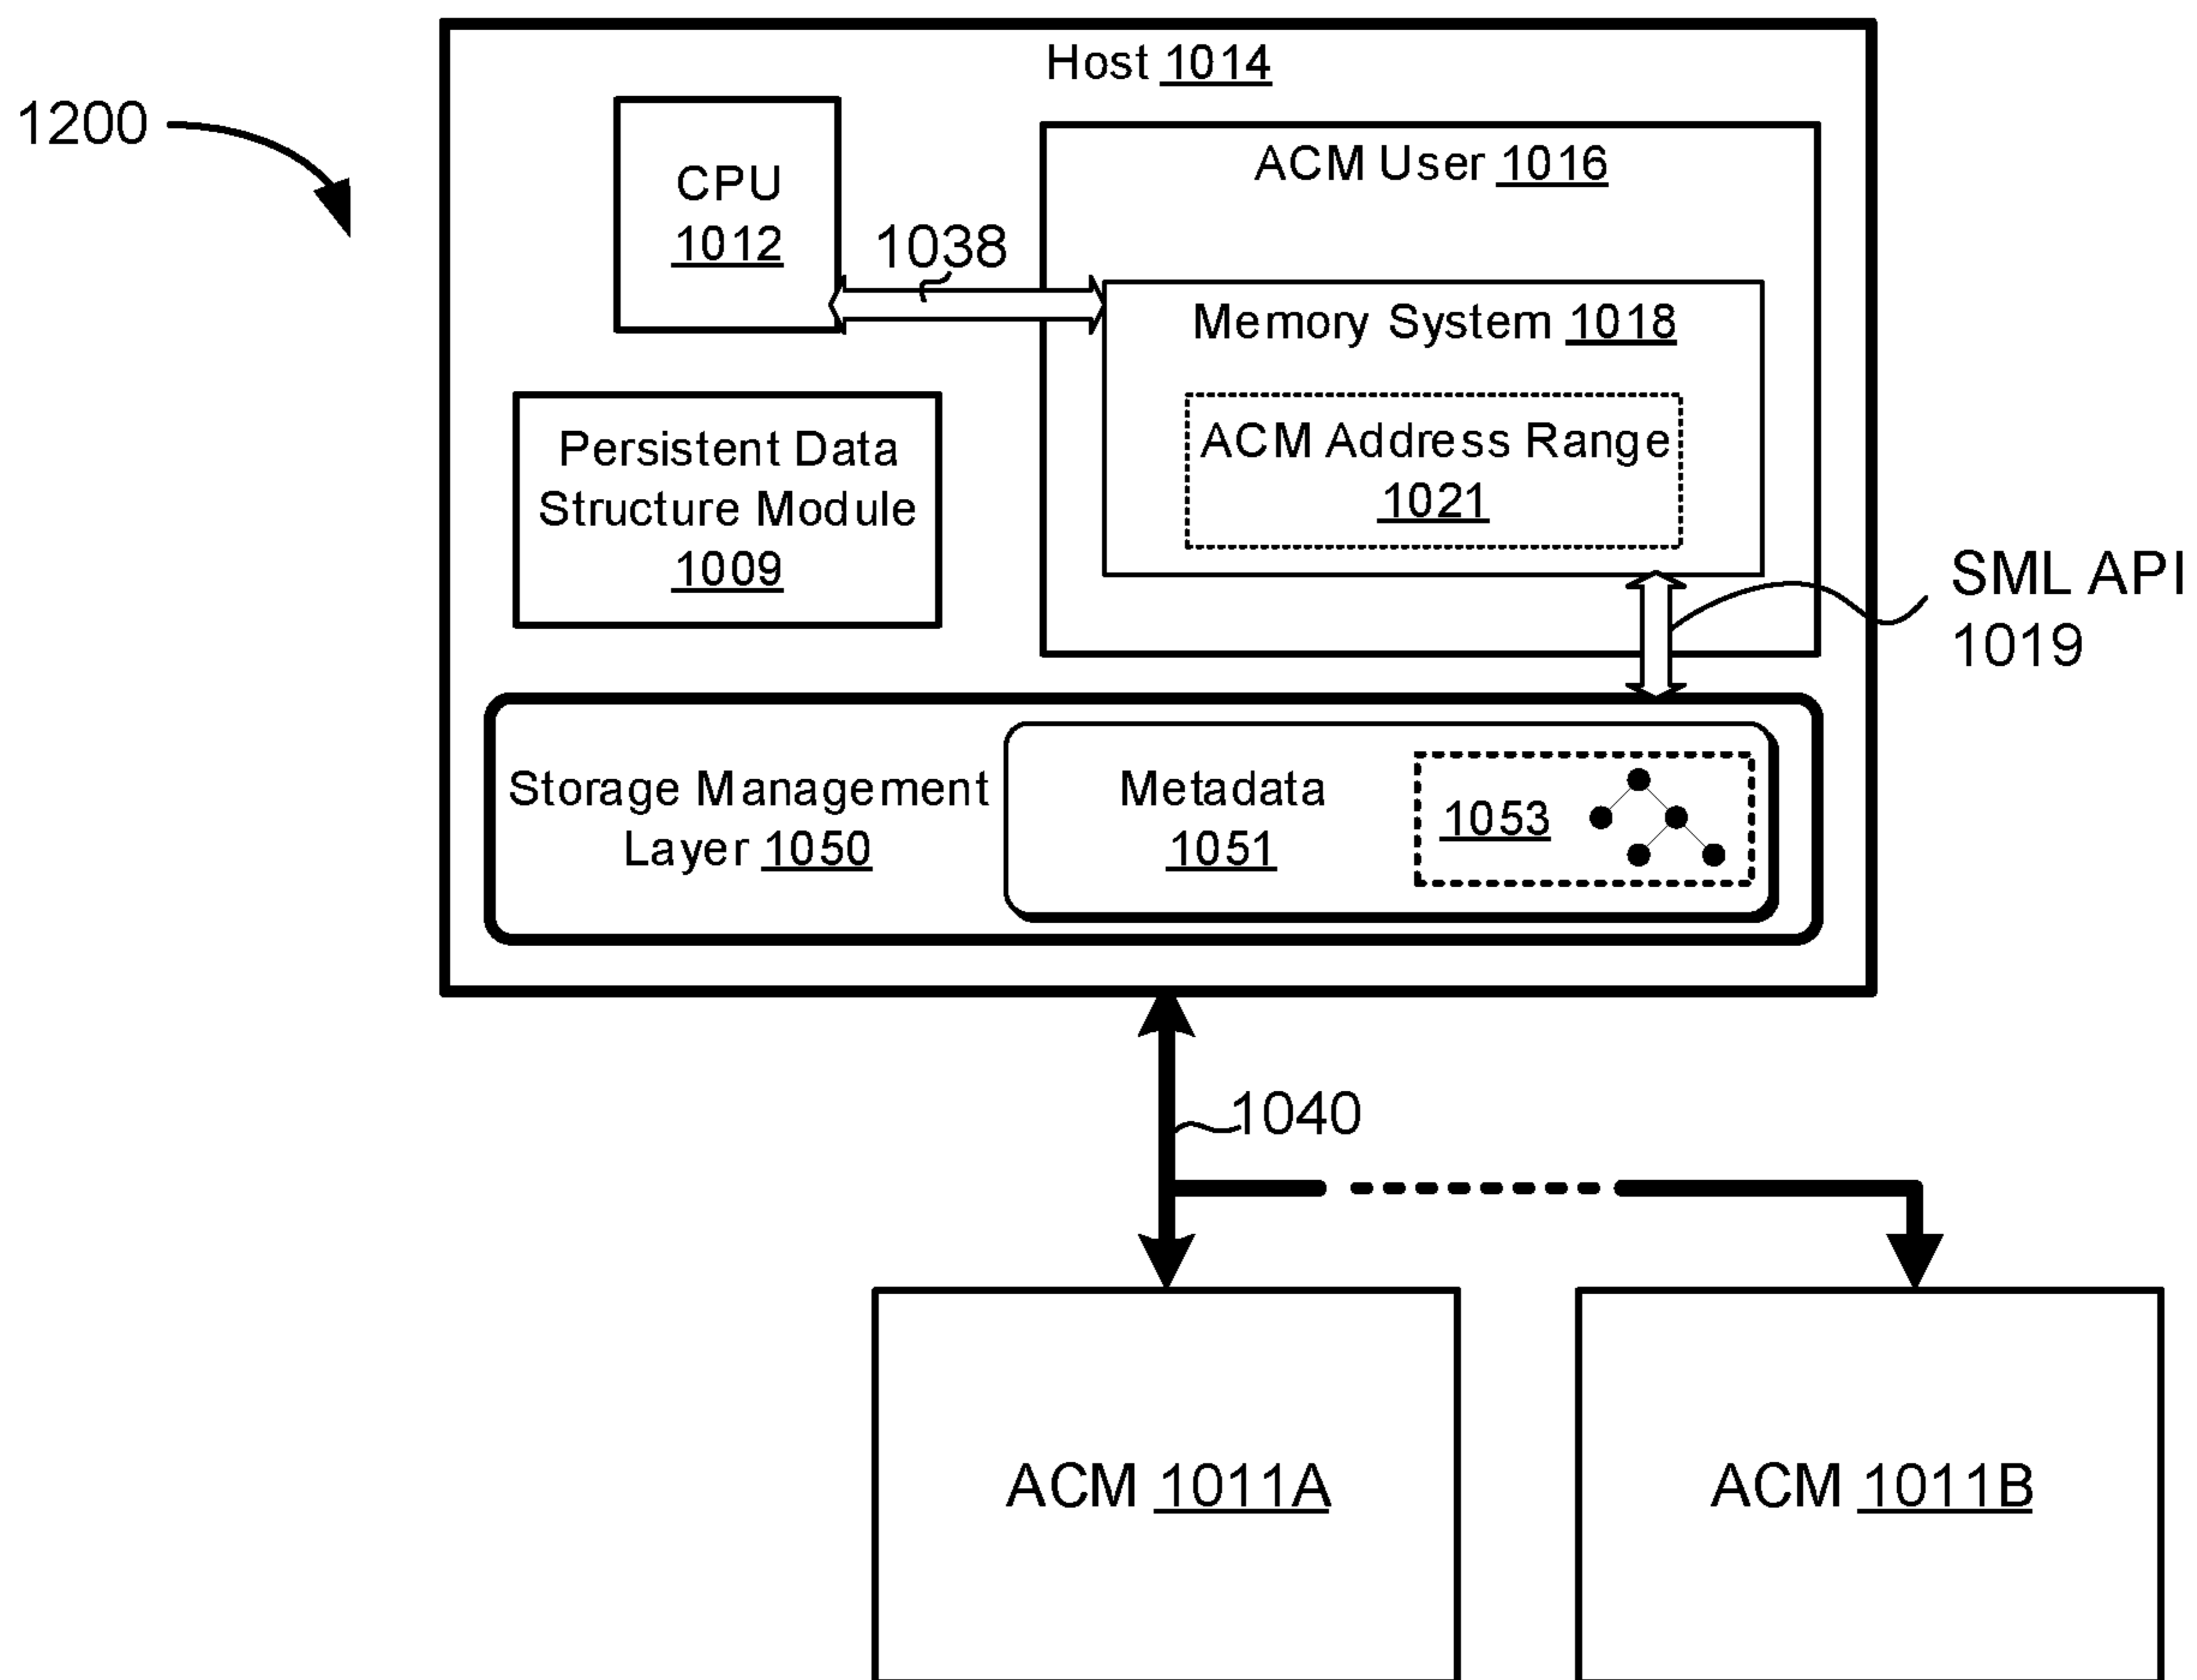 Host 1014
1200
CPU
1012
ACM User 1016
1038
Memory System 1018
ACM Address Range
1021
Persistent Data
Structure Module
1009
SML API
1019
Storage Management
Layer 1050
Metadata
1051
1053
1040
ACM 1011A
ACM 1011B